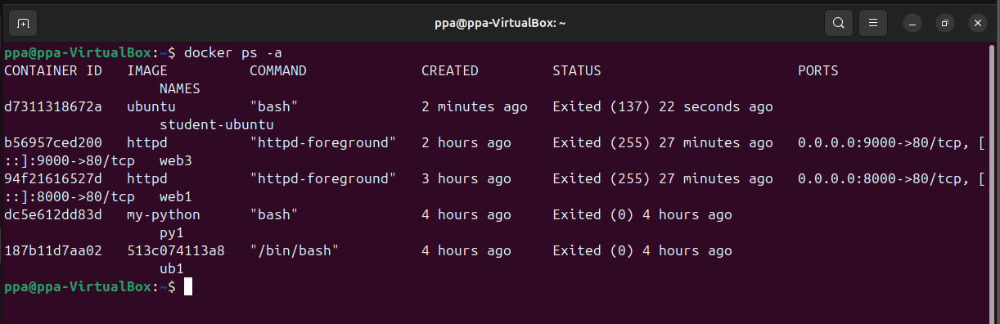 ppa@ppa-VirtualBox: ~
ppa@ppa-VirtualBox:~$ docker ps -a
CONTAINER ID   IMAGE          COMMAND              CREATED         STATUS                        PORTS
                   NAMES
d7311318672a   ubuntu         "bash"               2 minutes ago   Exited (137) 22 seconds ago
                   student-ubuntu
b56957ced200   httpd          "httpd-foreground"   2 hours ago     Exited (255) 27 minutes ago   0.0.0.0:9000->80/tcp, [
::]:9000->80/tcp   web3
94f21616527d   httpd          "httpd-foreground"   3 hours ago     Exited (255) 27 minutes ago   0.0.0.0:8000->80/tcp, [
::]:8000->80/tcp   web1
dc5e612dd83d   my-python      "bash"               4 hours ago     Exited (0) 4 hours ago
                   py1
187b11d7aa02   513c074113a8   "/bin/bash"          4 hours ago     Exited (0) 4 hours ago
                   ub1
ppa@ppa-VirtualBox:~$